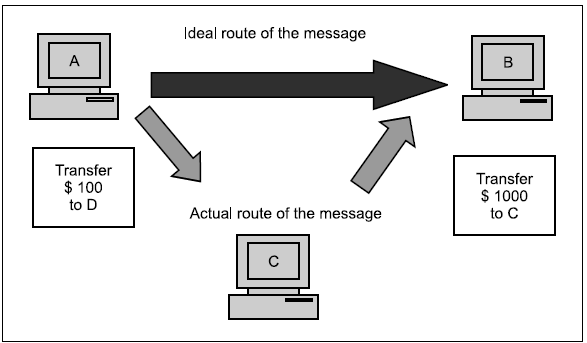 Ideal route of the message
A
B
Transfer
$ 100
to D
Transfer
$ 1000
to C
Actual route of the message
C